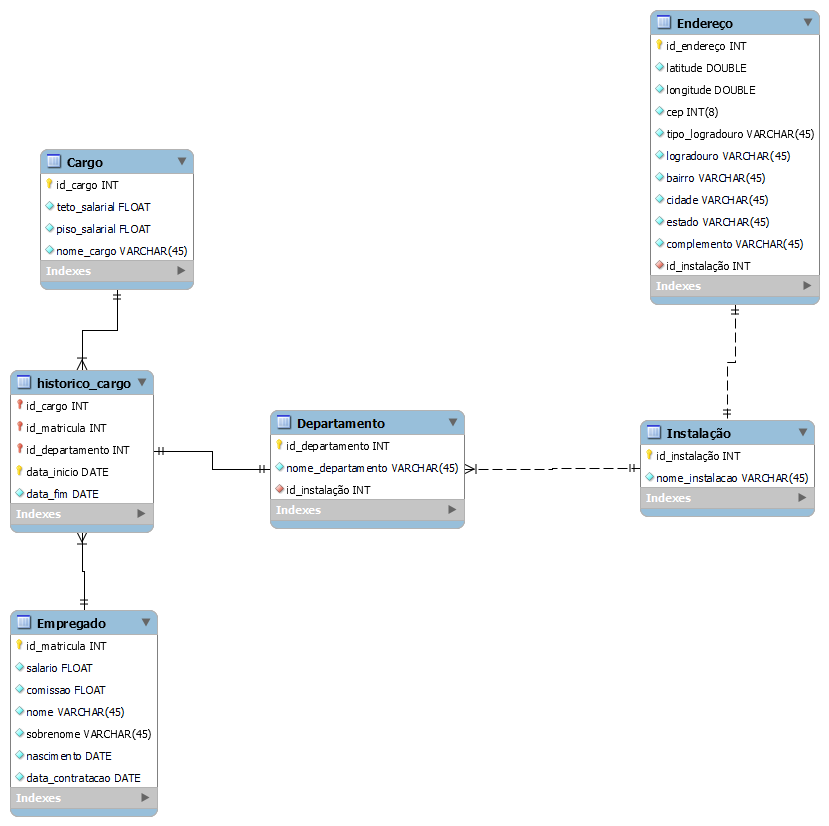 Endereço
id_endereço INT
latitude DOUBLE
longitude DOUBLE
cep INT(8)
tipo_logradouro VARCHAR(45)
logradouro VARCHAR(45)
bairro VARCHAR(45)
cidade VARCHAR(45)
estado VARCHAR(45)
complemento VARCHAR(45)
id_instalação INT
Indexes
Cargo
id_cargo INT
teto_salarial FLOAT
piso_salarial FLOAT
nome_cargo VARCHAR(45)
Indexes
historico_cargo
id_cargo INT
id_matricula INT
id_departamento INT
data_inicio DATE
data_fim DATE
Indexes
Departamento
id_departamento INT
nome_departamento VARCHAR(45)
id_instalação INT
Indexes
Instalação
id_instalação INT
nome_instalacao VARCHAR(45)
Indexes
Empregado
id_matricula INT
salario FLOAT
comissao FLOAT
nome VARCHAR(45)
sobrenome VARCHAR(45)
nascimento DATE
data_contratacao DATE
Indexes